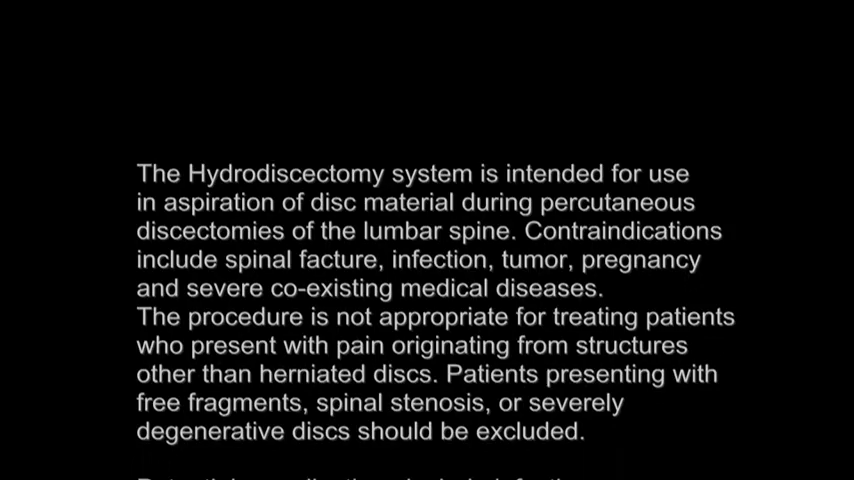 The Hydrodiscectomy system is intended for use
in aspiration of disc material during percutaneous
discectomies of the lumbar spine. Contraindications
include spinal facture, infection, tumor, pregnancy
and severe co-existing medical diseases.
The procedure is not appropriate for treating patients
who present with pain originating from structures
other than herniated discs. Patients presenting with
free fragments, spinal stenosis, or severely
degenerative discs should be excluded.